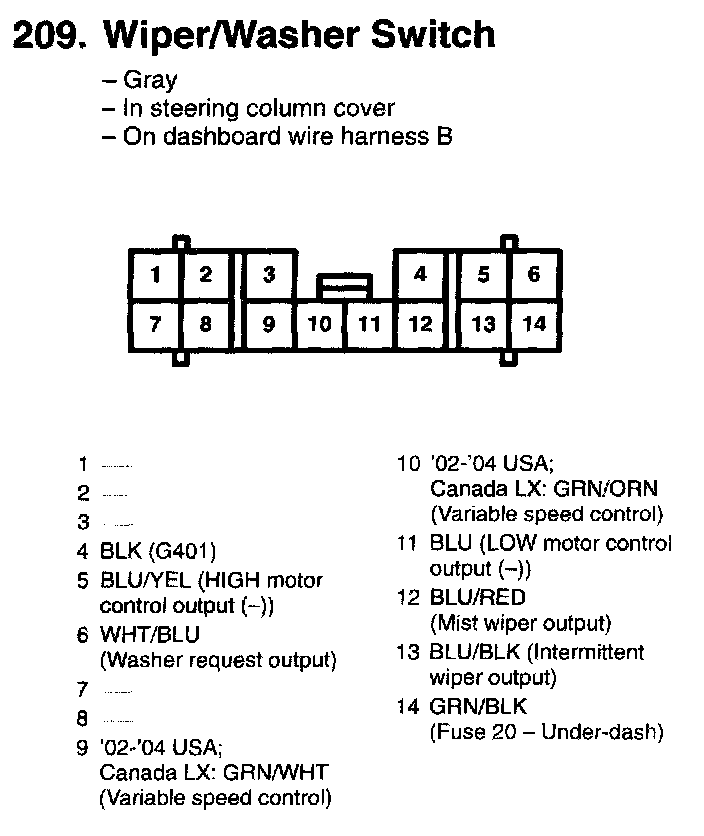 209. Wiper/Washer Switch
– Gray
– In steering column cover
– On dashboard wire harness B
1 2 3 4 5 6
7 8 9 10 11 12 13 14
1 ——
2 ——
3 ——
4 BLK (G401)
5 BLU/YEL (HIGH motor
control output (–))
6 WHT/BLU
(Washer request output)
7 ——
8 ——
9 '02-'04 USA;
Canada LX: GRN/WHT
(Variable speed control)
10 '02-'04 USA;
Canada LX: GRN/ORN
(Variable speed control)
11 BLU (LOW motor control
output (–))
12 BLU/RED
(Mist wiper output)
13 BLU/BLK (Intermittent
wiper output)
14 GRN/BLK
(Fuse 20 – Under-dash)